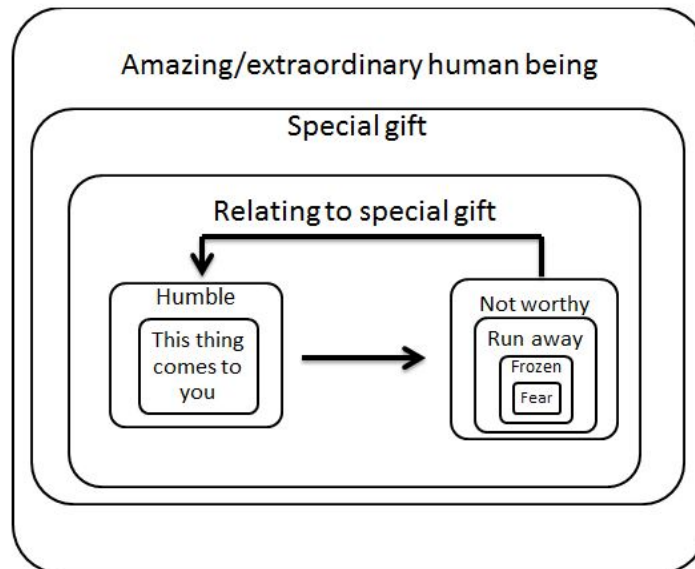 Amazing/extraordinary human being
Special gift
Relating to special gift
Humble
This thing
comes to
you
Not worthy
Run away
Frozen
Fear